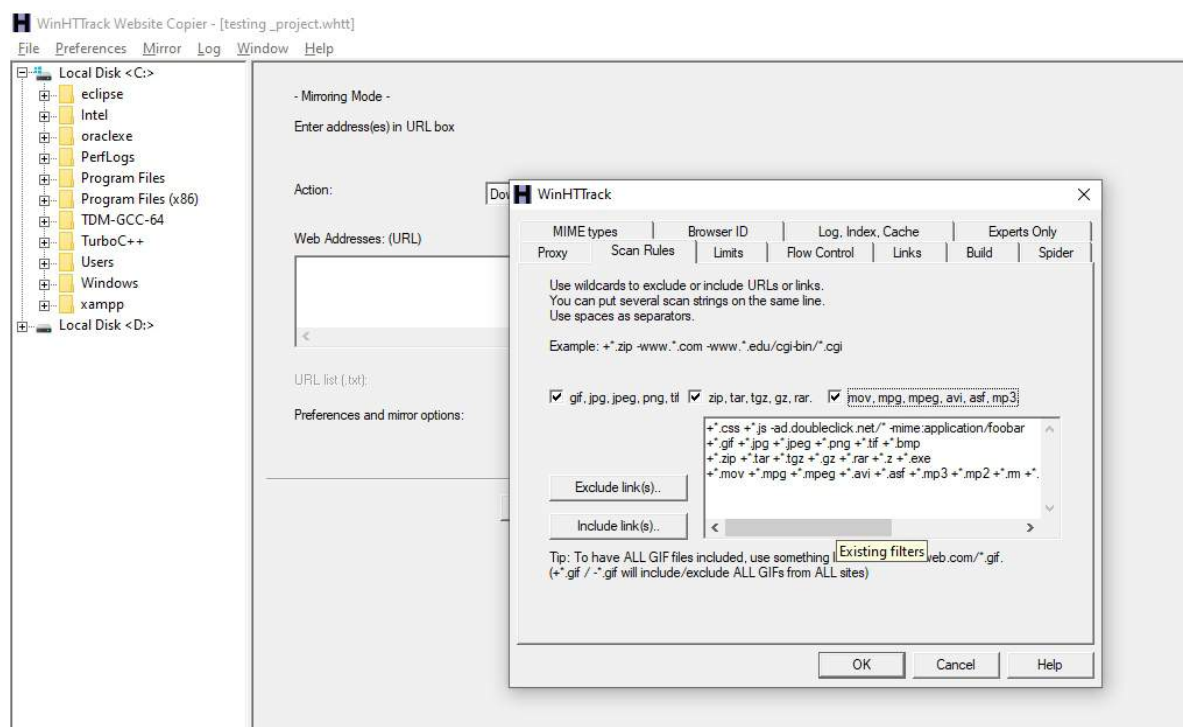 WinHTTrack Website Copier - [testing _project.whtt]
File Preferences Mirror Log Window Help
Local Disk <C:>
eclipse
Intel
oraclexe
PerfLogs
Program Files
Program Files (x86)
TDM-GCC-64
TurboC++
Users
Windows
xampp
Local Disk <D:>
- Mirroring Mode -
Enter address(es) in URL box
Action:
Web Addresses: (URL)
URL list (.txt):
Preferences and mirror options:
WinHTTrack
MIME types Browser ID Log, Index, Cache Experts Only
Proxy Scan Rules Limits Flow Control Links Build Spider
Use wildcards to exclude or include URLs or links.
You can put several scan strings on the same line.
Use spaces as separators.
Example: +*.zip -www.*.com -www.*.edu/cgi-bin/*.cgi
gif, jpg, jpeg, png, tif zip, tar, tgz, gz, rar. mov, mpg, mpeg, avi, asf, mp3
+*.css +*.js -ad.doubleclick.net/* -mime:application/foobar
+*.gif +*.jpg +*.jpeg +*.png +*.tif +*.bmp
+*.zip +*.tar +*.tgz +*.gz +*.rar +*.z +*.exe
+*.mov +*.mpg +*.mpeg +*.avi +*.asf +*.mp3 +*.mp2 +*.rm +*.
Exclude link(s)..
Include link(s)..
Existing filters
Tip: To have ALL GIF files included, use something web.com/*.gif.
(+*.gif / -*.gif will include/exclude ALL GIFs from ALL sites)
OK Cancel Help